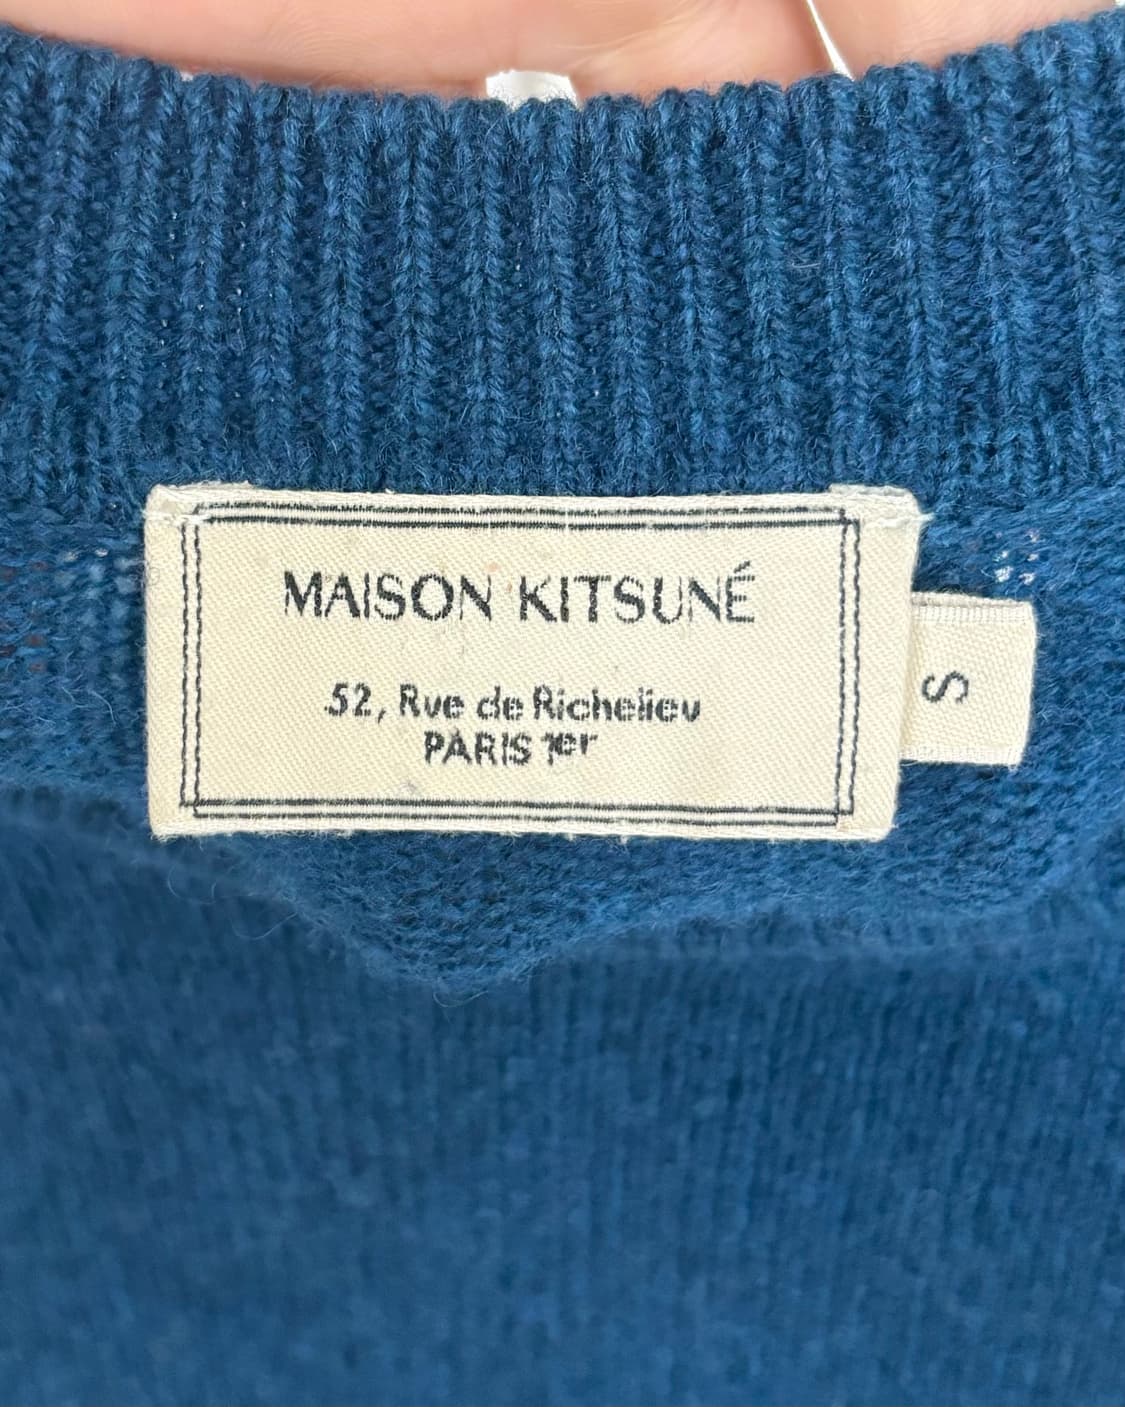 MAISON KITSUNÉ
52, Rue de Richelieu
PARIS 1er
S